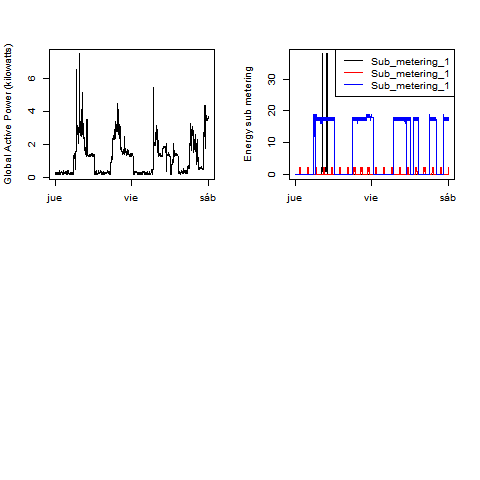 Global Active Power (kilowatts)
0 2 4 6
jue vie sáb
Energy sub metering
0 10 20 30
jue vie sáb
Sub_metering_1
Sub_metering_1
Sub_metering_1